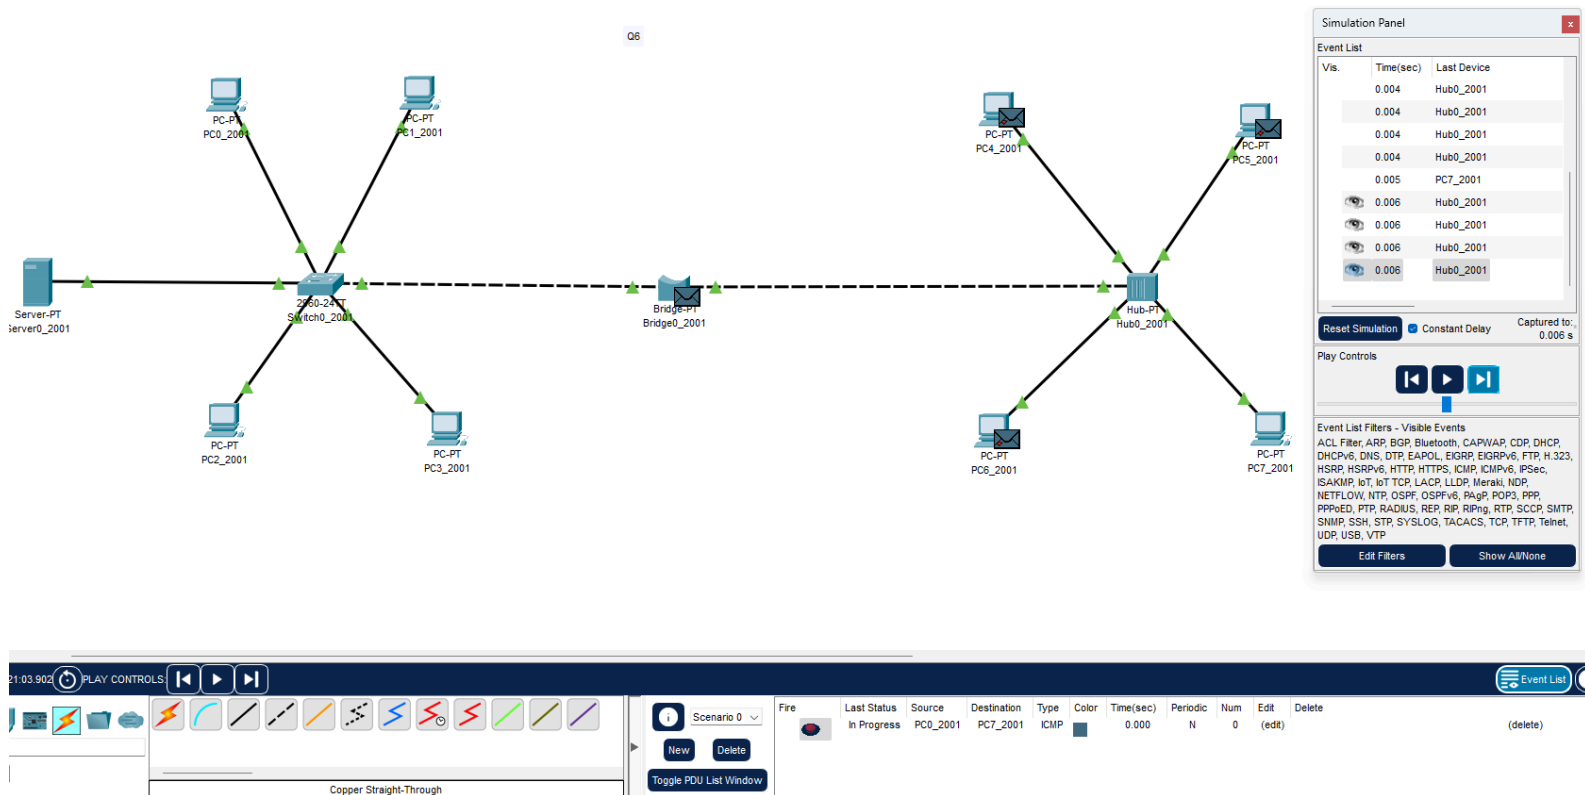 Q6
PC-PT
PC0_2001
PC-PT
PC1_2001
PC-PT
PC4_2001
PC-PT
PC5_2001
Server-PT
Server0_2001
2960-24TT
Switch0_2001
Bridge-PT
Bridge0_2001
Hub-PT
Hub0_2001
PC-PT
PC2_2001
PC-PT
PC3_2001
PC-PT
PC6_2001
PC-PT
PC7_2001
Simulation Panel
x
Event List
Vis. Time(sec) Last Device
0.004 Hub0_2001
0.004 Hub0_2001
0.004 Hub0_2001
0.004 Hub0_2001
0.005 PC7_2001
0.006 Hub0_2001
0.006 Hub0_2001
0.006 Hub0_2001
0.006 Hub0_2001
Reset Simulation Constant Delay Captured to:
0.006 s
Play Controls
Event List Filters - Visible Events
ACL Filter, ARP, BGP, Bluetooth, CAPWAP, CDP, DHCP,
DHCPv6, DNS, DTP, EAPOL, EIGRP, EIGRPv6, FTP, H.323,
HSRP, HSRPv6, HTTP, HTTPS, ICMP, ICMPv6, IPSec,
ISAKMP, IoT, IoT TCP, LACP, LLDP, Meraki, NDP,
NETFLOW, NTP, OSPF, OSPFv6, PAgP, POP3, PPP,
PPPoED, PTP, RADIUS, REP, RIP, RIPng, RTP, SCCP, SMTP,
SNMP, SSH, STP, SYSLOG, TACACS, TCP, TFTP, Telnet,
UDP, USB, VTP
Edit Filters Show All/None
21:03.902 PLAY CONTROLS: Event List
Scenario 0
New Delete
Toggle PDU List Window
Fire Last Status Source Destination Type Color Time(sec) Periodic Num Edit Delete
In Progress PC0_2001 PC7_2001 ICMP 0.000 N 0 (edit) (delete)
Copper Straight-Through